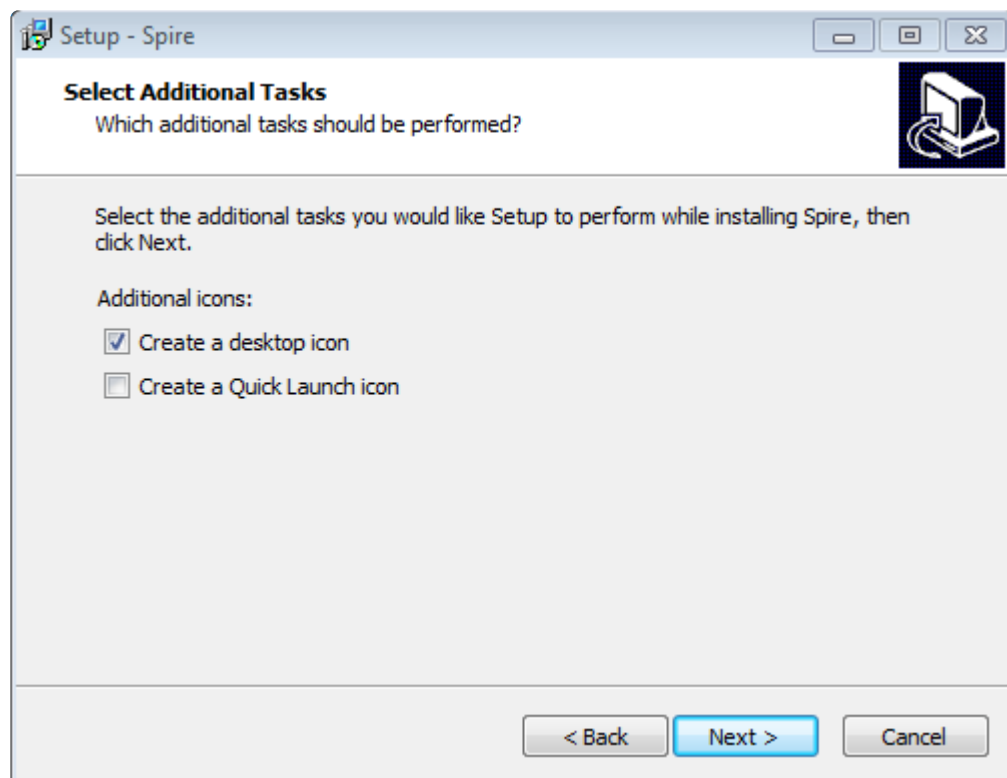 Setup - Spire
Select Additional Tasks
Which additional tasks should be performed?
Select the additional tasks you would like Setup to perform while installing Spire, then
click Next.
Additional icons:
Create a desktop icon
Create a Quick Launch icon
< Back
Next >
Cancel